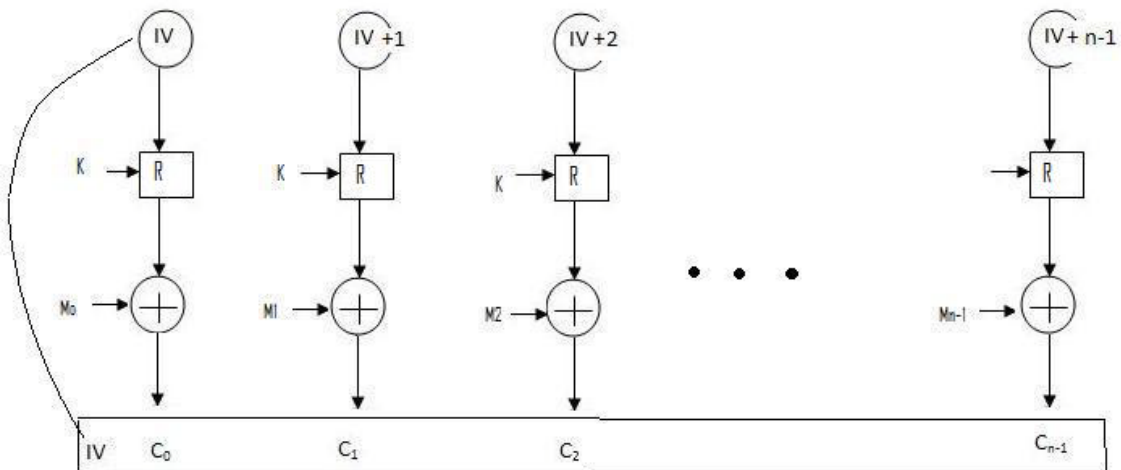 IV IV +1 IV +2 IV + n-1
K R K R K R R
M₀ M1 M2 Mn-1
IV C₀ C₁ C₂ Cn-1